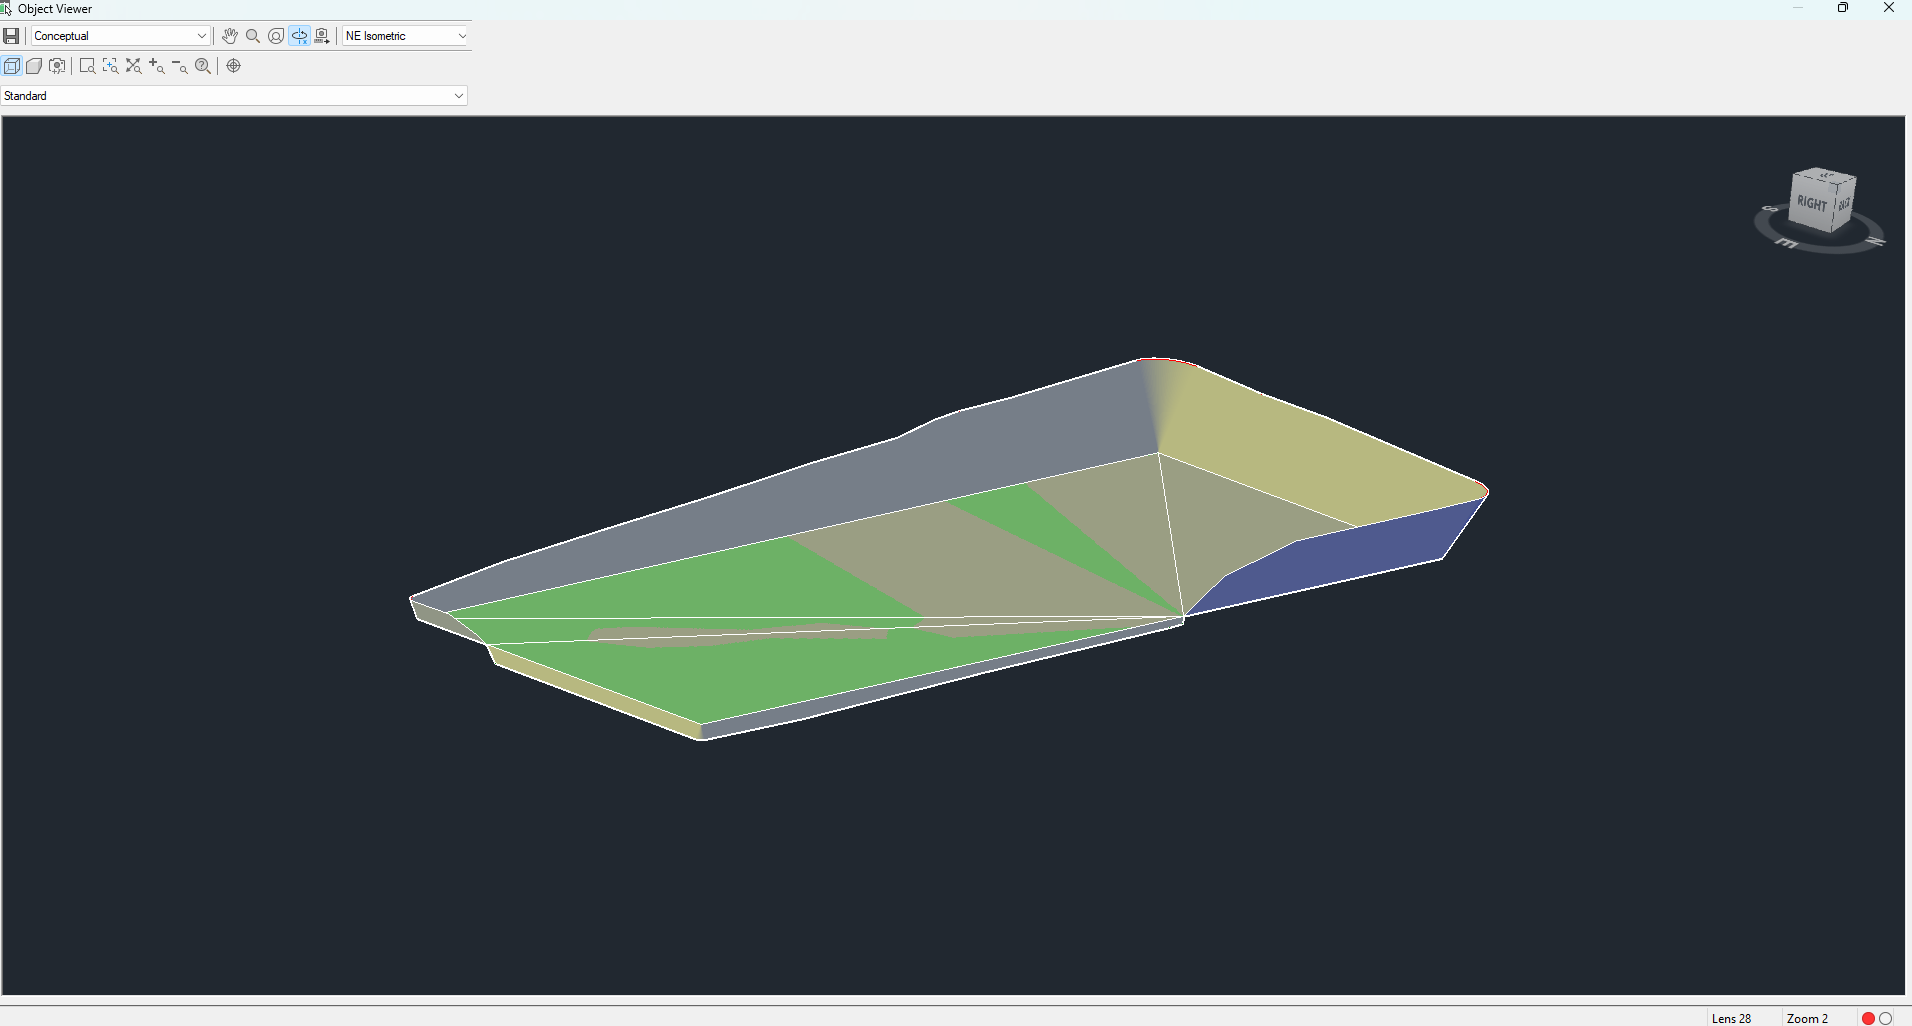 Object Viewer
Conceptual
NE Isometric
Standard
RIGHT
S
E
N
Lens 28
Zoom 2